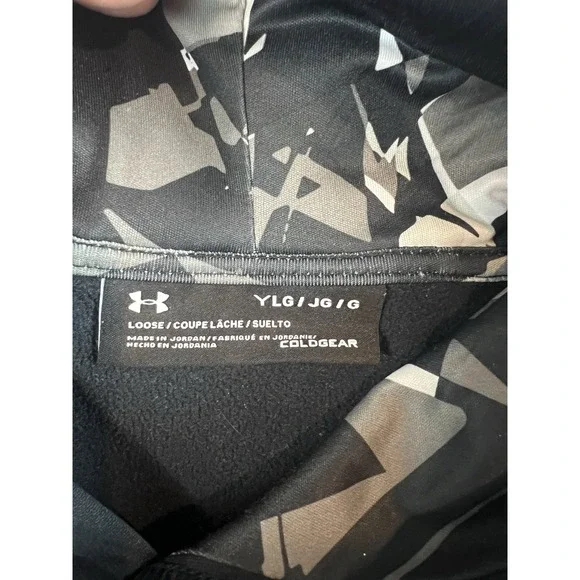 YLG / JG / G
LOOSE / COUPE LÂCHE / SUELTO
MADE IN JORDAN / FABRIQUÉ EN JORDANIE/
HECHO EN JORDANIA
COLDGEAR